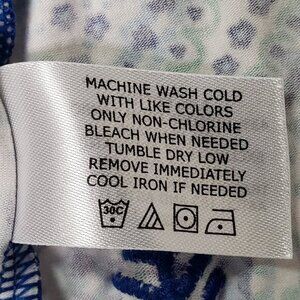 MACHINE WASH COLD
WITH LIKE COLORS
ONLY NON-CHLORINE
BLEACH WHEN NEEDED
TUMBLE DRY LOW
REMOVE IMMEDIATELY
COOL IRON IF NEEDED
30C